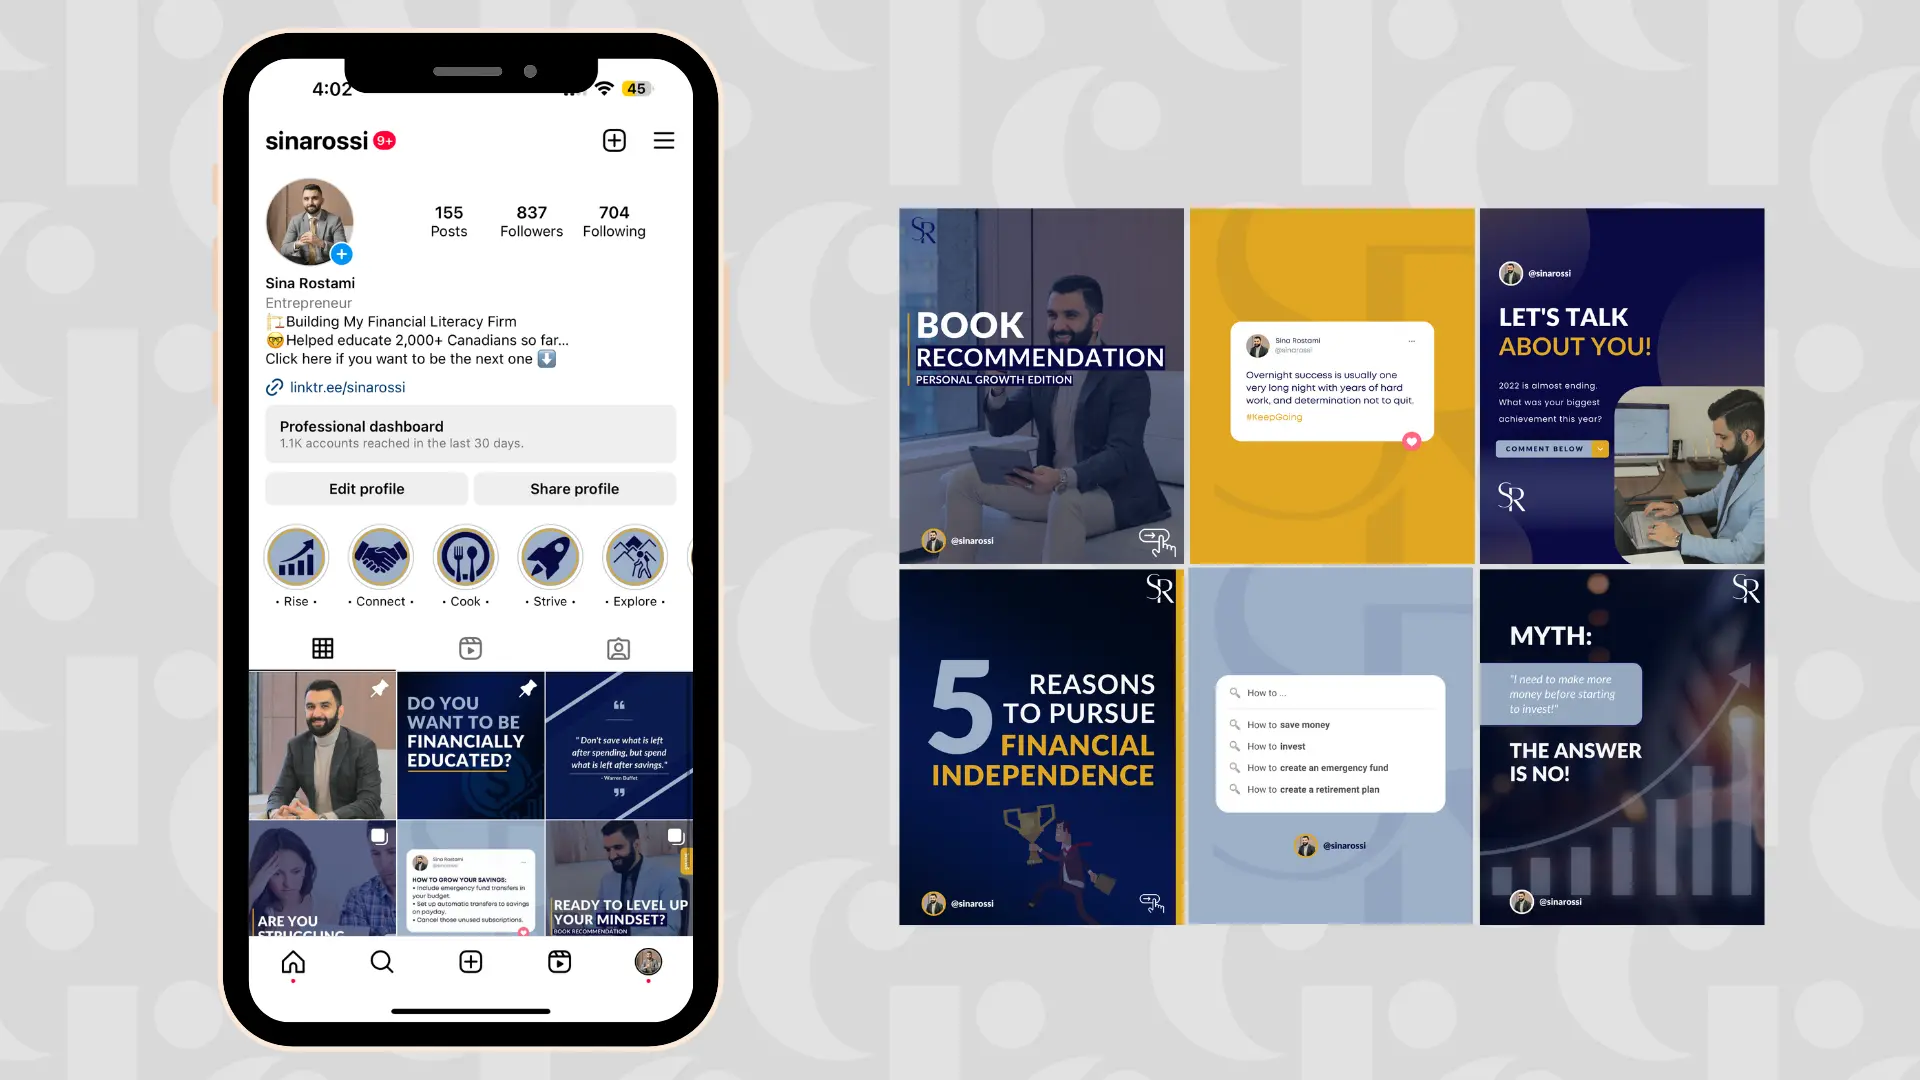 4:02
45
sinarossi 9+
155
Posts
837
Followers
704
Following
Sina Rostami
Entrepreneur
🏗️Building My Financial Literacy Firm
🤓Helped educate 2,000+ Canadians so far...
Click here if you want to be the next one ⬇️
linktr.ee/sinarossi
Professional dashboard
1.1K accounts reached in the last 30 days.
Edit profile
Share profile
• Rise •
• Connect •
• Cook •
• Strive •
• Explore •
DO YOU
WANT TO BE
FINANCIALLY
EDUCATED?
“
" Don't save what is left
after spending, but spend
what is left after savings."
- Warren Buffet
”
ARE YOU
STRUGGLING
Sina Rostami
@sinarossi
HOW TO GROW YOUR SAVINGS:
• Include emergency fund transfers in
your budget.
• Set up automatic transfers to savings
on payday.
• Cancel those unused subscriptions.
READY TO LEVEL UP
YOUR MINDSET?
BOOK RECOMMENDATION
SR
BOOK
RECOMMENDATION
PERSONAL GROWTH EDITION
@sinarossi
SR
Sina Rostami
@sinarossi
Overnight success is usually one
very long night with years of hard
work, and determination not to quit.
#KeepGoing
@sinarossi
LET'S TALK
ABOUT YOU!
2022 is almost ending.
What was your biggest
achievement this year?
COMMENT BELOW
SR
SR
5 REASONS
TO PURSUE
FINANCIAL
INDEPENDENCE
@sinarossi
SR
How to ...
How to save money
How to invest
How to create an emergency fund
How to create a retirement plan
@sinarossi
SR
MYTH:
"I need to make more
money before starting
to invest!"
THE ANSWER
IS NO!
@sinarossi